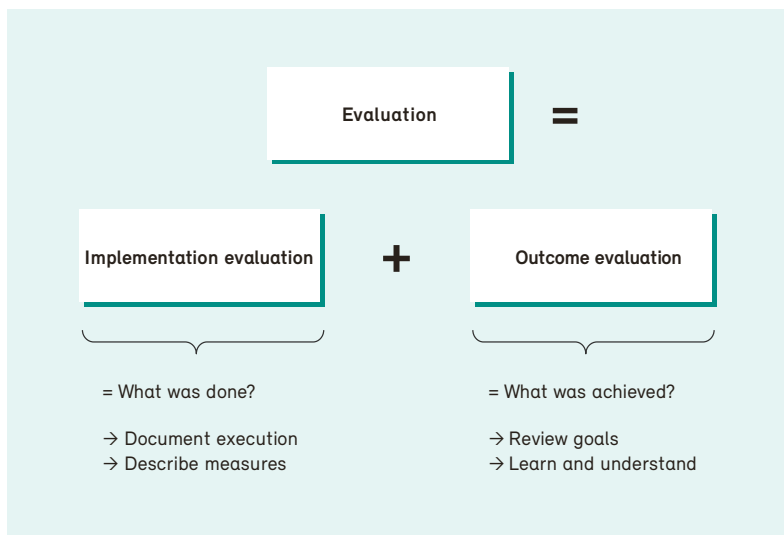 Evaluation =
Implementation evaluation + Outcome evaluation
= What was done?
→ Document execution
→ Describe measures
= What was achieved?
→ Review goals
→ Learn and understand